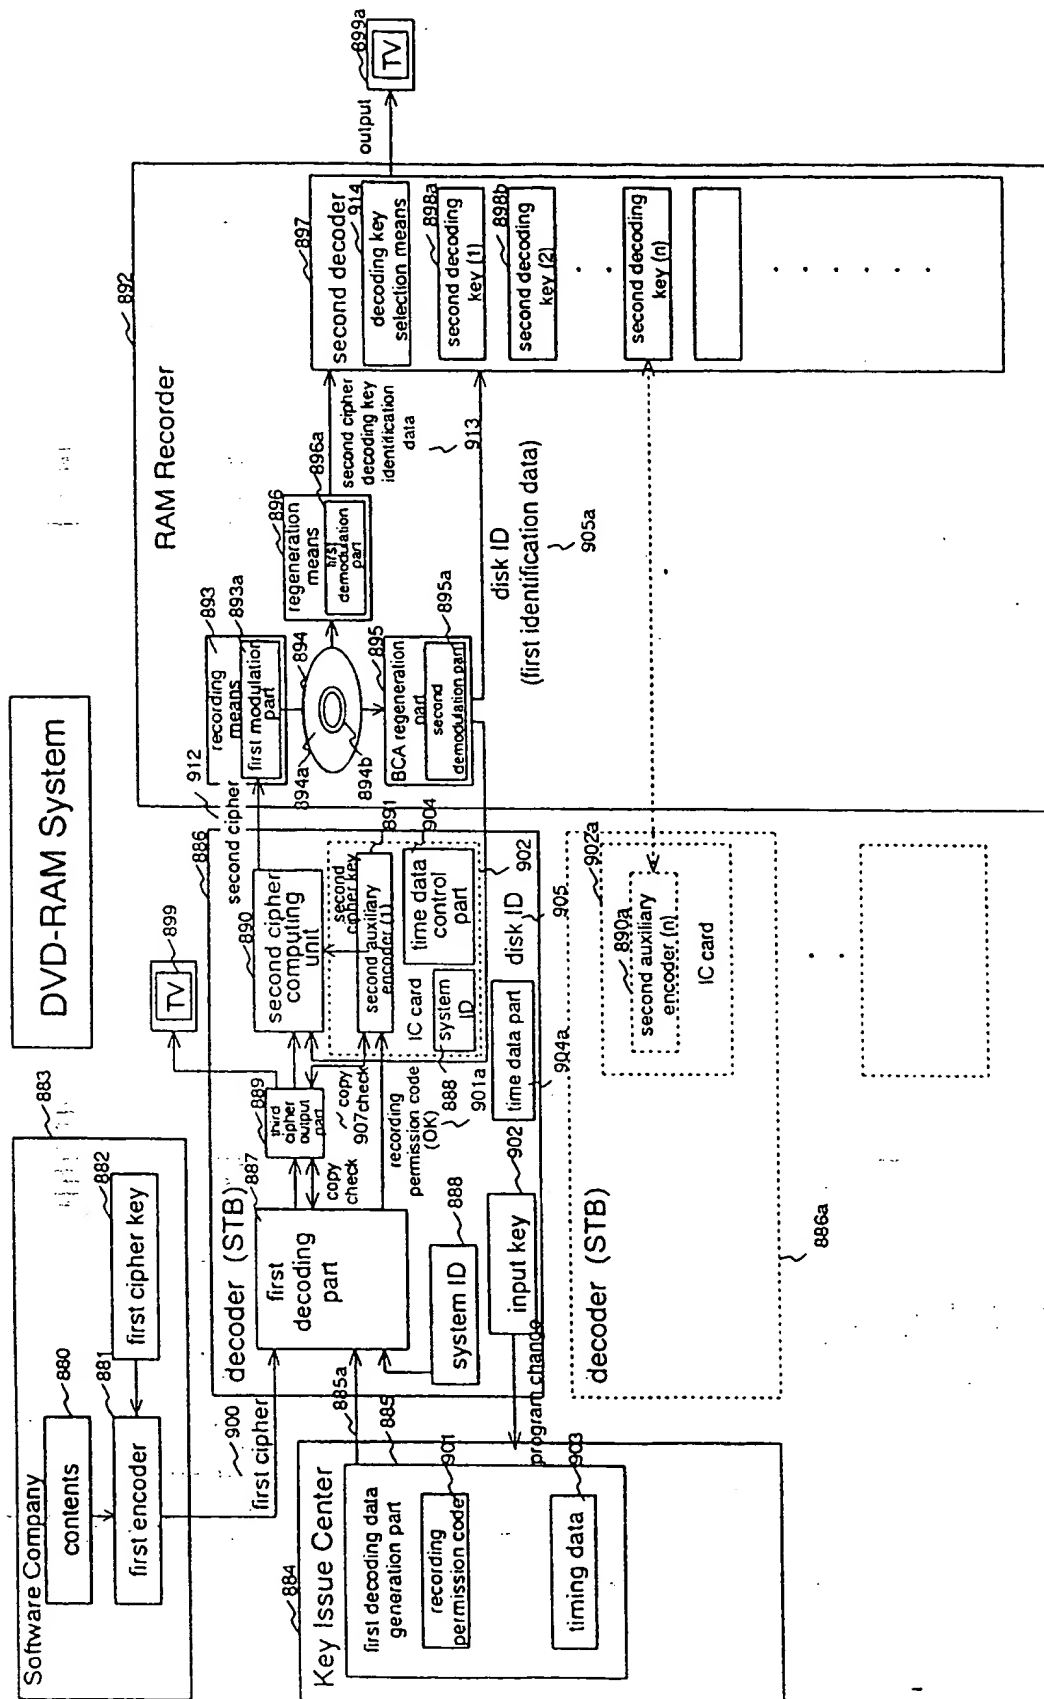 DVD-RAM System
Software Company
883
contents
880
first cipher key
882
first encoder
881
900
first cipher
Key Issue Center
884
first decoding data
generation part
885
885a
recording
permission code
901
timing data
903
program change
decoder (STB)
886
first
decoding
part
887
copy
check
third
cipher
output
part
889
TV
899
system ID
888
input key
902
second cipher
computing
unit
890
second cipher
912
second cipher key
second
auxiliary
encoder (1)
891
copy
check
907
recording
permission code
(OK)
901a
IC card
system
ID
888
time data
control
part
904
902
time data part
904a
disk ID
905
decoder (STB)
886a
902a
890a
second auxiliary
encoder (n)
IC card
RAM Recorder
892
recording
means
893
first modulation
part
893a
894
894a
894b
BCA regeneration
part
895
second
demodulation part
895a
regeneration
means
896
first
demodulation
part
896a
second cipher
decoding key
identification
data
913
disk ID
(first identification data)
905a
second decoder
897
decoding key
selection means
914
second decoding
key (1)
898a
second decoding
key (2)
898b
second decoding
key (n)
output
TV
899a